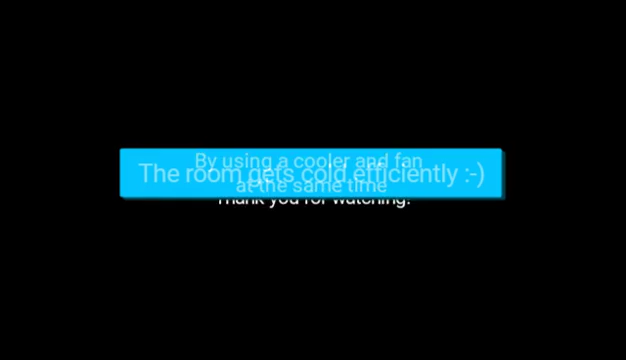 By using a cooler and fan
The room gets cold efficiently :-)
at the same time
Thank you for watching!